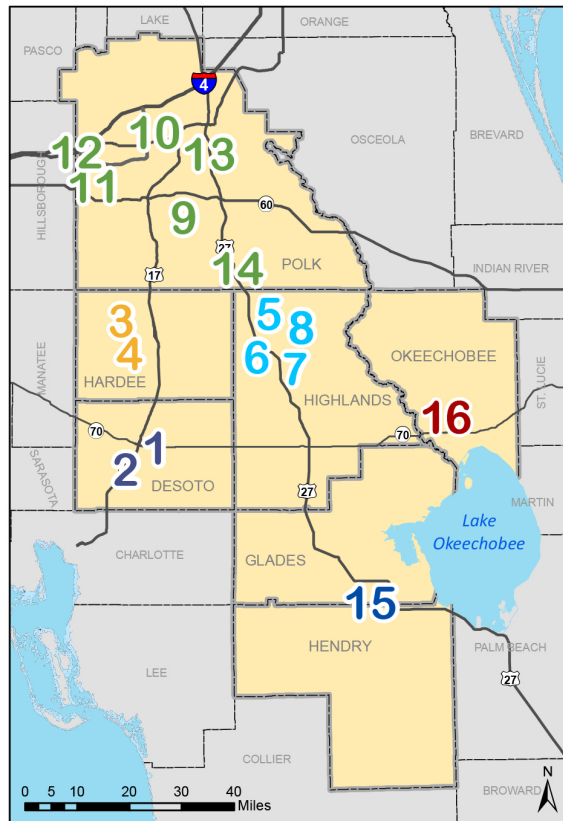 LAKE
ORANGE
PASCO
4
OSCEOLA
BREVARD
10
12
13
HILLSBOROUGH
11
9
60
27
14
17
POLK
INDIAN RIVER
3
5
8
4
6
7
OKEECHOBEE
MANATEE
HARDEE
HIGHLANDS
ST. LUCIE
16
70
1
70
2
SARASOTA
DESOTO
27
MARTIN
Lake
Okeechobee
CHARLOTTE
GLADES
15
HENDRY
PALM BEACH
LEE
27
COLLIER
N
BROWARD
0 5 10 20 30 40
Miles